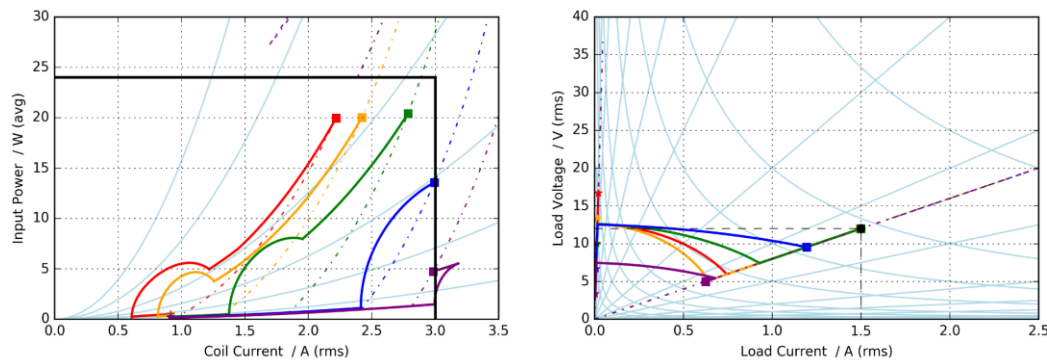 30
25
20
15
10
5
0
0.0 0.5 1.0 1.5 2.0 2.5 3.0 3.5
Input Power / W (avg)
Coil Current / A (rms)
40
35
30
25
20
15
10
5
0
0.0 0.5 1.0 1.5 2.0 2.5
Load Voltage / V (rms)
Load Current / A (rms)